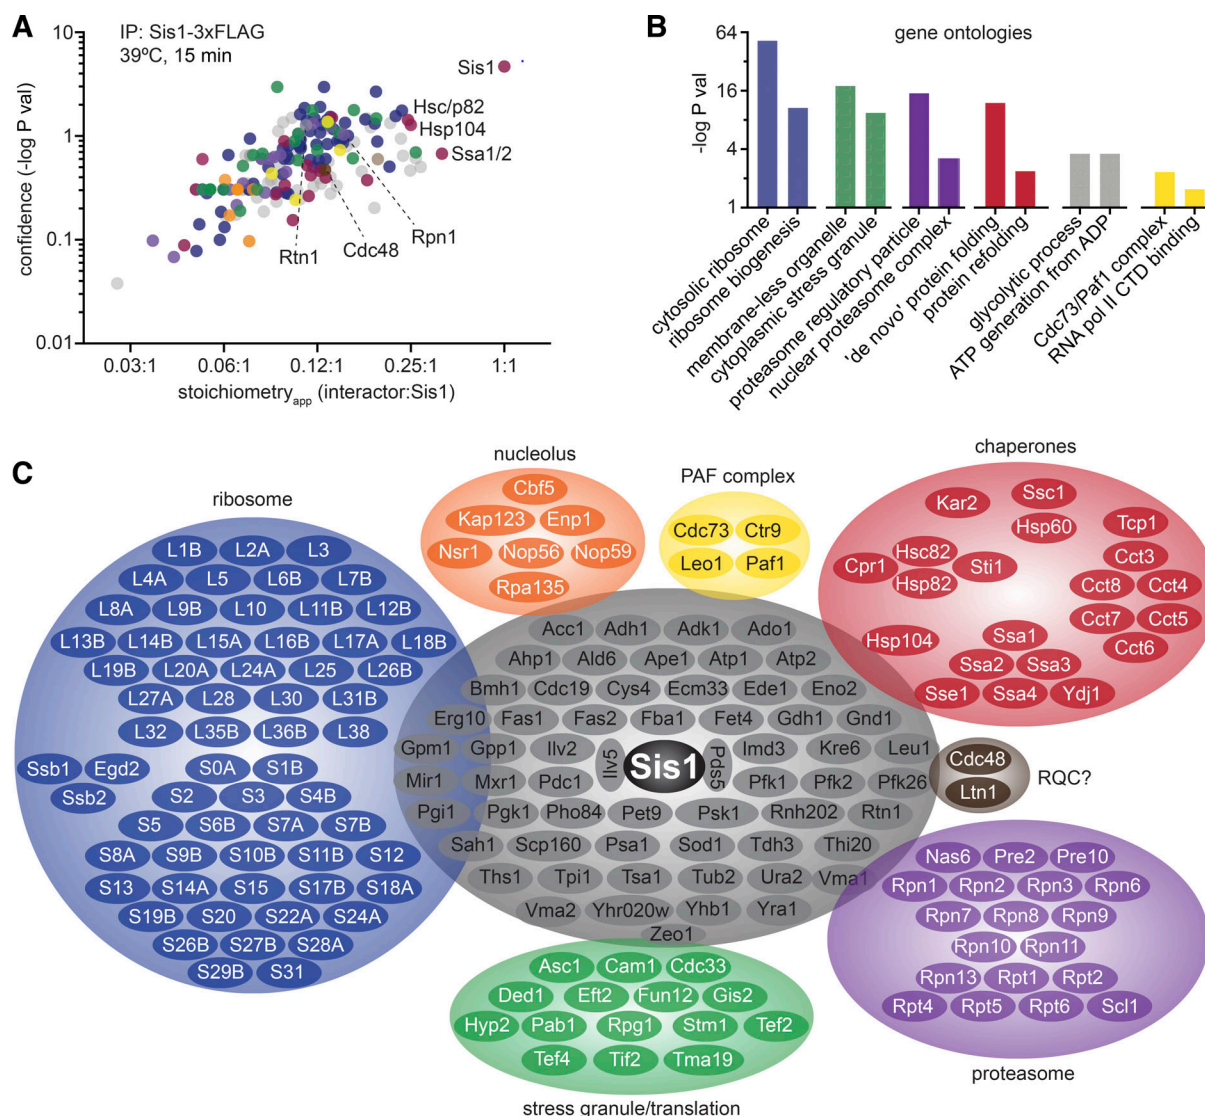 A
IP: Sis1-3xFLAG
39ºC, 15 min
10
1
0.1
0.01
confidence (-log P val)
Sis1
Hsc/p82
Hsp104
Ssa1/2
Rtn1
Cdc48
Rpn1
0.03:1 0.06:1 0.12:1 0.25:1 1:1
stoichiometryapp (interactor:Sis1)
B
gene ontologies
64
16
4
1
-log P val
cytosolic ribosome
ribosome biogenesis
membrane-less organelle
cytoplasmic stress granule
proteasome regulatory particle
nuclear proteasome complex
'de novo' protein folding
protein refolding
glycolytic process
ATP generation from ADP
Cdc73/Paf1 complex
RNA pol II CTD binding
C
ribosome
L1B L2A L3
L4A L5 L6B L7B
L8A L9B L10 L11B L12B
L13B L14B L15A L16B L17A L18B
L19B L20A L24A L25 L26B
L27A L28 L30 L31B
L32 L35B L36B L38
Ssb1 Egd2 S0A S1B
Ssb2 S2 S3 S4B
S5 S6B S7A S7B
S8A S9B S10B S11B S12
S13 S14A S15 S17B S18A
S19B S20 S22A S24A
S26B S27B S28A
S29B S31
nucleolus
Cbf5
Kap123 Enp1
Nsr1 Nop56 Nop59
Rpa135
PAF complex
Cdc73 Ctr9
Leo1 Paf1
chaperones
Kar2 Ssc1
Hsp60 Tcp1
Cpr1 Hsc82 Sti1 Cct3
Hsp82 Cct8 Cct4
Cct7 Cct5
Hsp104 Ssa1 Cct6
Ssa2 Ssa3
Sse1 Ssa4 Ydj1
Acc1 Adh1 Adk1 Ado1
Ahp1 Ald6 Ape1 Atp1 Atp2
Bmh1 Cdc19 Cys4 Ecm33 Ede1 Eno2
Erg10 Fas1 Fas2 Fba1 Fet4 Gdh1 Gnd1
Gpm1 Gpp1 Ilv2 Ilv5 Sis1 Pds5 Imd3 Kre6 Leu1
Mir1 Mxr1 Pdc1 Pfk1 Pfk2 Pfk26
Pgi1 Pgk1 Pho84 Pet9 Psk1 Rnh202 Rtn1
Sah1 Scp160 Psa1 Sod1 Tdh3 Thi20
Ths1 Tpi1 Tsa1 Tub2 Ura2 Vma1
Vma2 Yhr020w Yhb1 Yra1
Zeo1
Cdc48
Ltn1
RQC?
Nas6 Pre2 Pre10
Rpn1 Rpn2 Rpn3 Rpn6
Rpn7 Rpn8 Rpn9
Rpn10 Rpn11
Rpn13 Rpt1 Rpt2
Rpt4 Rpt5 Rpt6 Scl1
proteasome
Asc1 Cam1 Cdc33
Ded1 Eft2 Fun12 Gis2
Hyp2 Pab1 Rpg1 Stm1 Tef2
Tef4 Tif2 Tma19
stress granule/translation